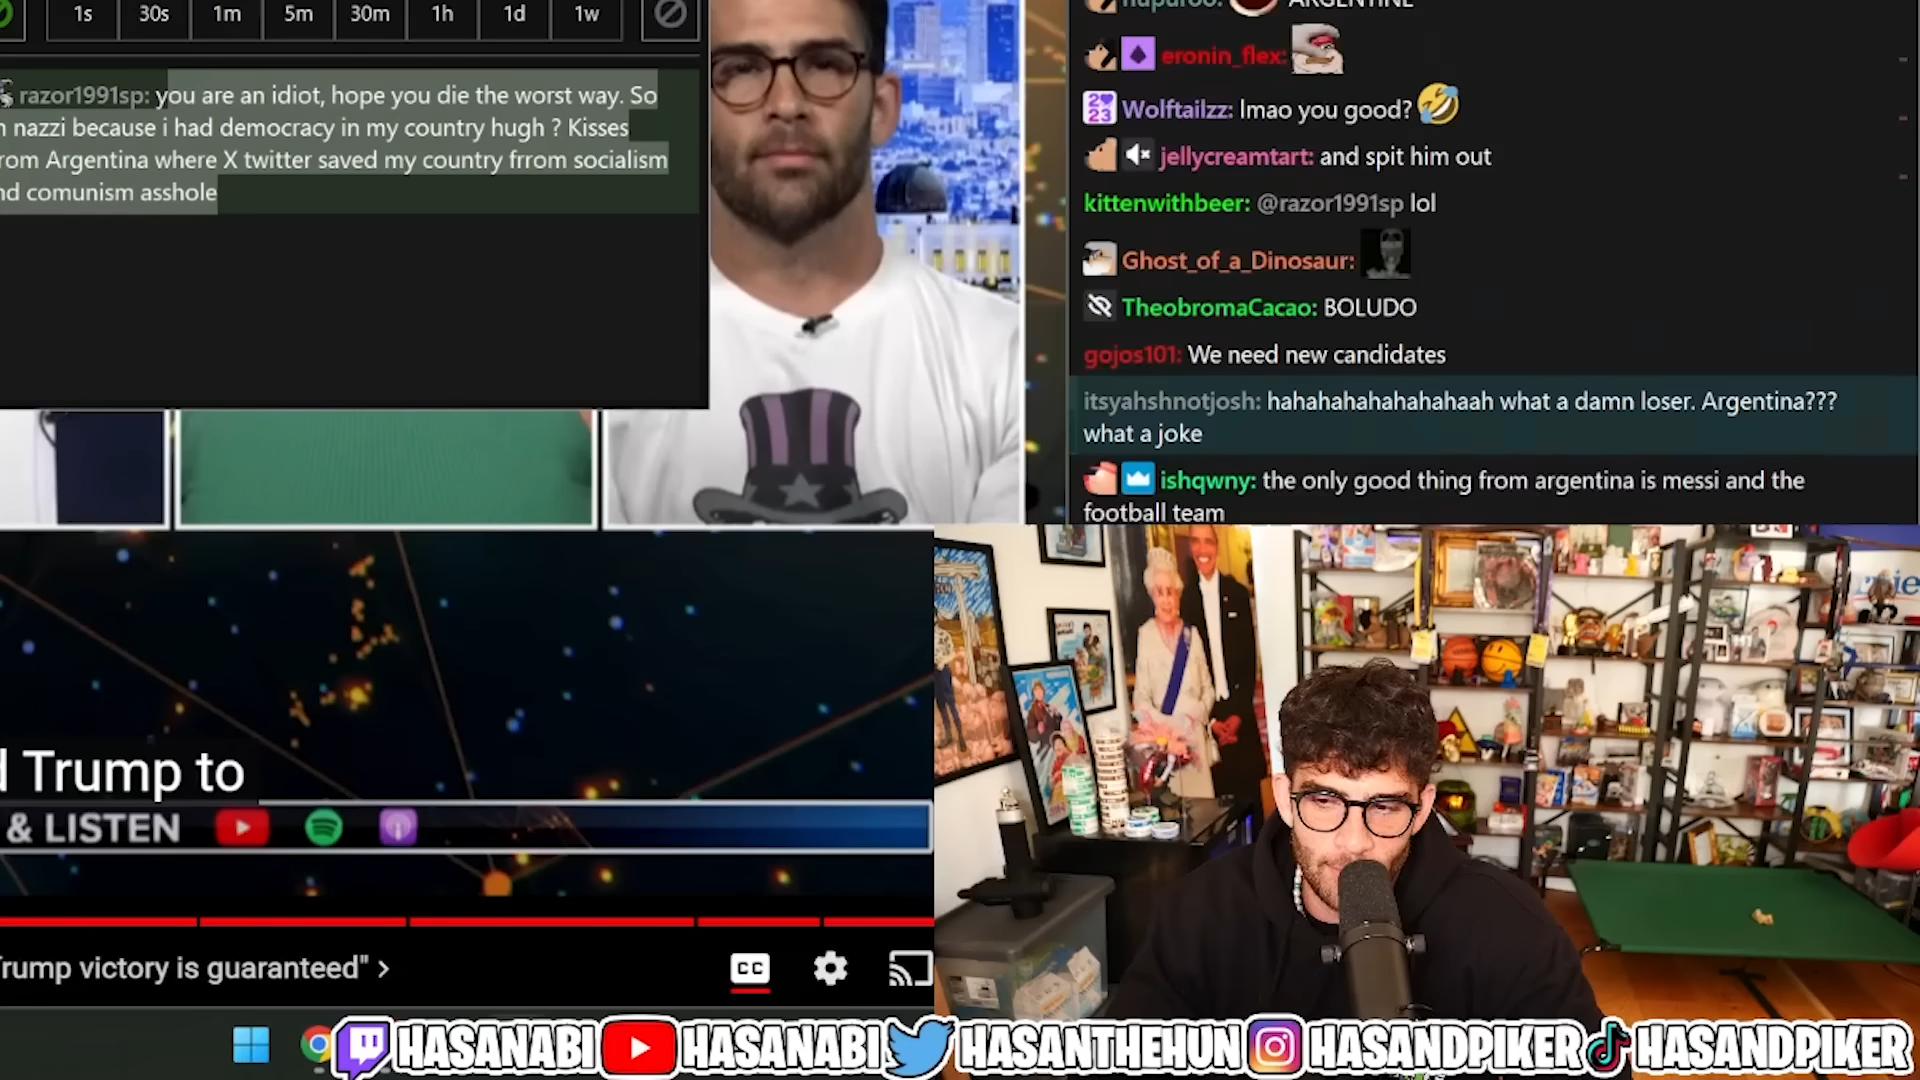 1s 30s 1m 5m 30m 1h 1d 1w
razor1991sp: you are an idiot, hope you die the worst way. So
nazzi because i had democracy in my country hugh ? Kisses
rom Argentina where X twitter saved my country frrom socialism
nd comunism asshole
ARGENTINE
eronin_flex:
2 23 Wolftailzz: lmao you good?
jellycreamtart: and spit him out
kittenwithbeer: @razor1991sp lol
Ghost_of_a_Dinosaur:
TheobromaCacao: BOLUDO
gojos101: We need new candidates
itsyahshnotjosh: hahahahahahahahaah what a damn loser. Argentina???
what a joke
ishqwny: the only good thing from argentina is messi and the
football team
d Trump to
& LISTEN
rump victory is guaranteed" >
CC
HASANABI HASANABI HASANTHEHUN HASANDPIKER HASANDPIKER